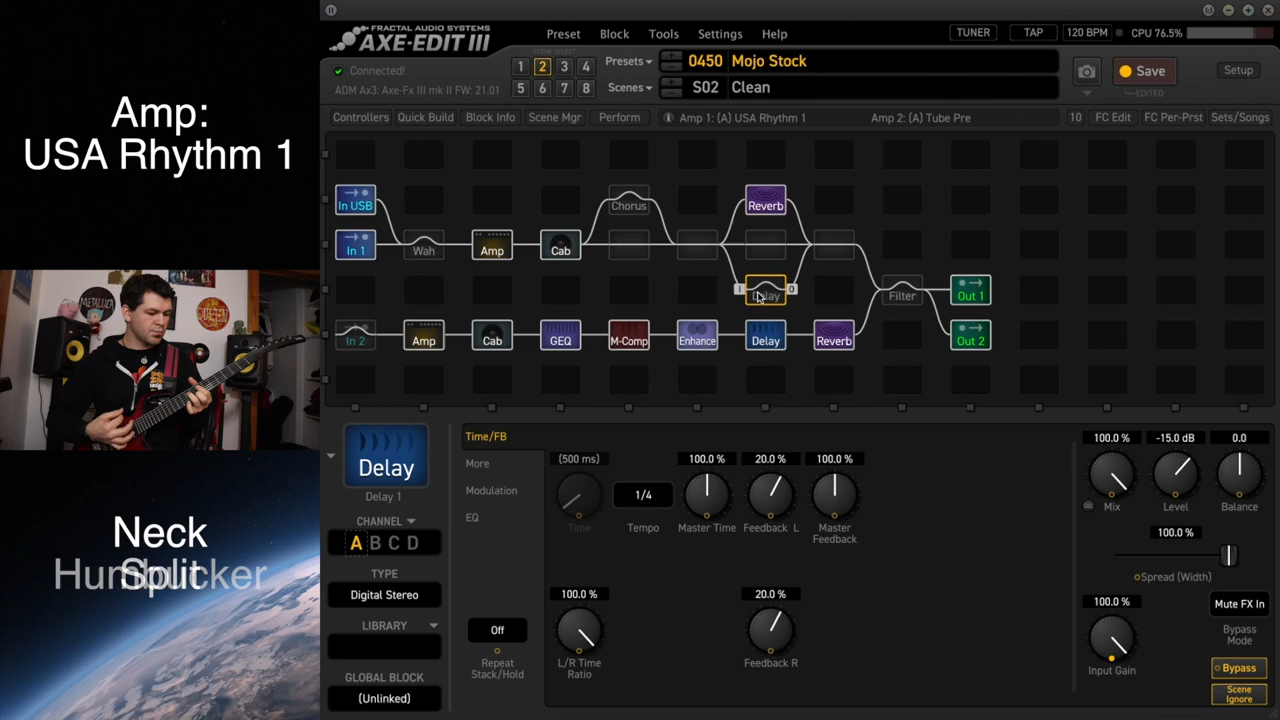 Amp:
USA Rhythm 1
METALLICA
QUEEN
Neck
Split
Humbucker
FRACTAL AUDIO SYSTEMS
AXE-EDIT III
Preset Block Tools Settings Help
TUNER TAP 120 BPM CPU 76.5%
Connected!
ADM Ax3: Axe-Fx III mk II FW: 21.01
SCENE SELECT
1 2 3 4
5 6 7 8
Presets 0450 Mojo Stock
Scenes S02 Clean
Save
EDITED
Setup
Controllers Quick Build Block Info Scene Mgr Perform
Amp 1: (A) USA Rhythm 1 Amp 2: (A) Tube Pre
10 FC Edit FC Per-Prst Sets/Songs
In USB Chorus Reverb
In 1 Wah Amp Cab
Delay Filter Out 1
In 2 Amp Cab GEQ M-Comp Enhance Delay Reverb Out 2
Delay
Delay 1
CHANNEL
A B C D
TYPE
Digital Stereo
LIBRARY
GLOBAL BLOCK
(Unlinked)
Time/FB
More
Modulation
EQ
Off
Repeat
Stack/Hold
(500 ms)
Time
1/4
Tempo
100.0 %
Master Time
20.0 %
Feedback L
100.0 %
Master
Feedback
100.0 %
L/R Time
Ratio
20.0 %
Feedback R
100.0 % -15.0 dB 0.0
Mix Level Balance
100.0 %
Spread (Width)
100.0 %
Input Gain
Mute FX In
Bypass
Mode
Bypass
Scene
Ignore